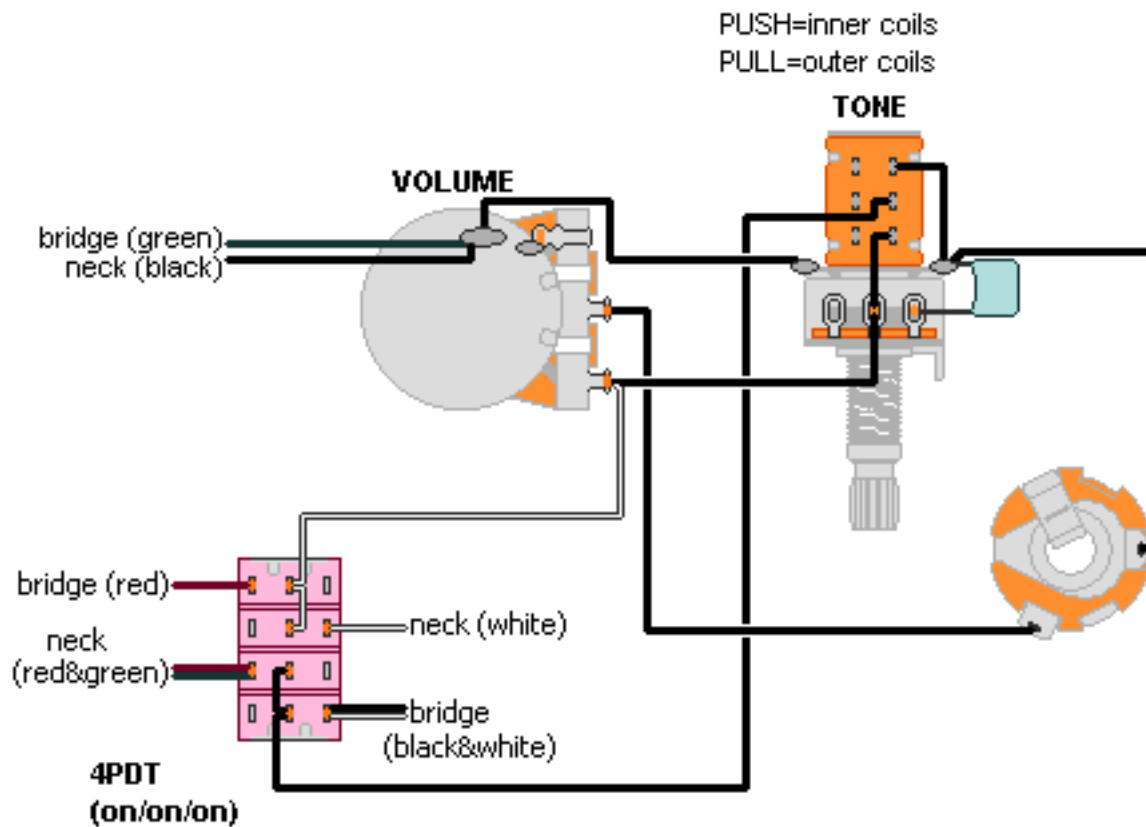 PUSH=inner coils
PULL=outer coils
TONE
VOLUME
bridge (green)
neck (black)
bridge (red)
neck (white)
neck
(red&green)
bridge
(black&white)
4PDT
(on/on/on)